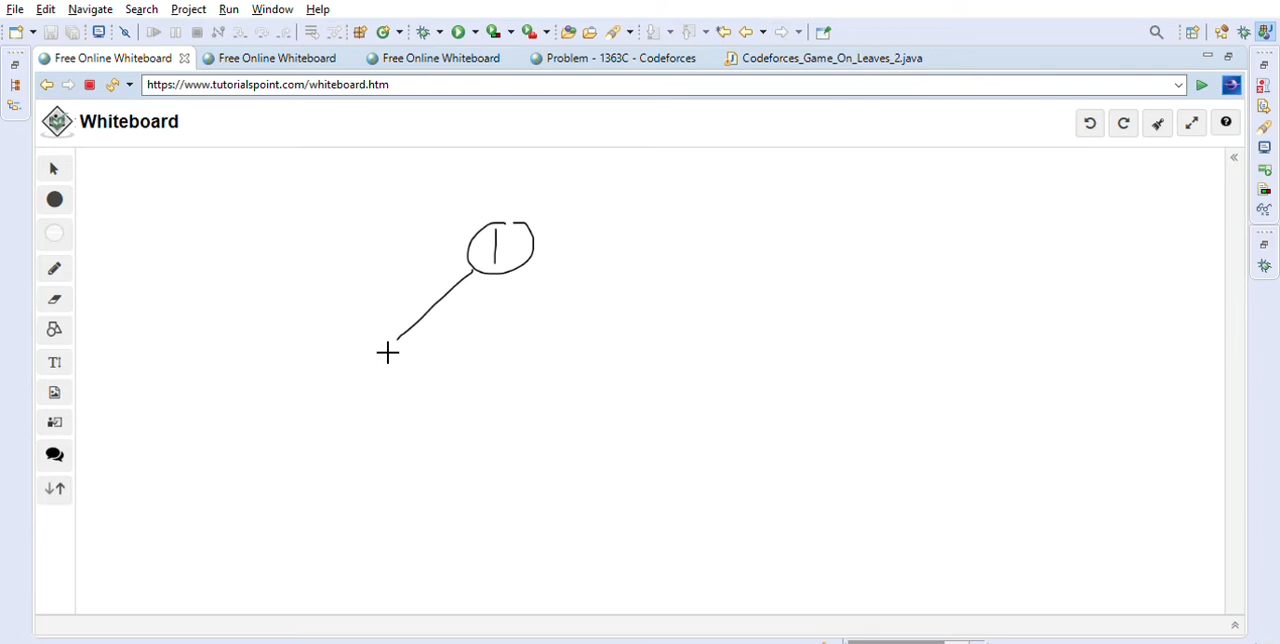 File Edit Navigate Search Project Run Window Help
Free Online Whiteboard Free Online Whiteboard Free Online Whiteboard Problem - 1363C - Codeforces Codeforces_Game_On_Leaves_2.java
https://www.tutorialspoint.com/whiteboard.htm
Whiteboard
1